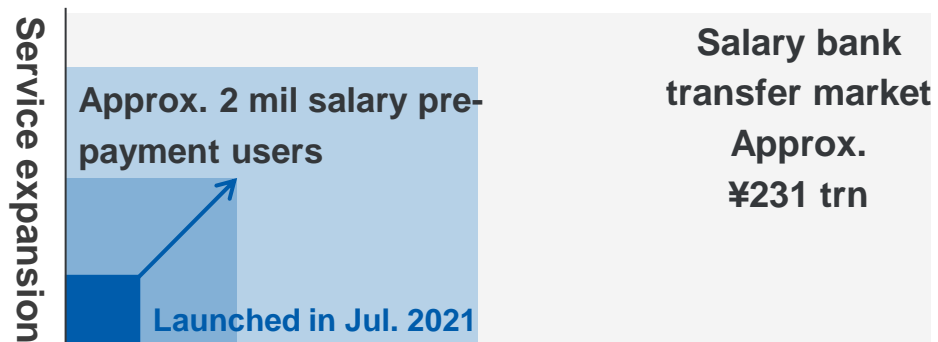 Service expansion
Approx. 2 mil salary pre-
payment users
Salary bank
transfer market
Approx.
¥231 trn
Launched in Jul. 2021